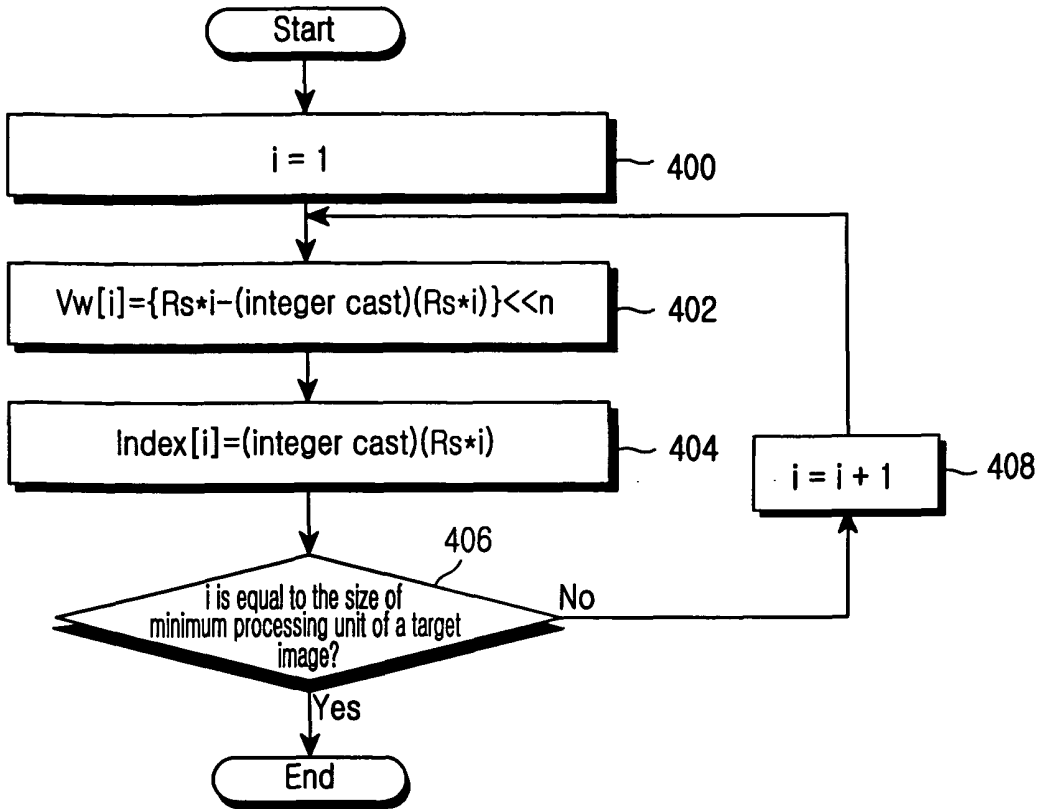 Start
i = 1
400
Vw[i]={Rs*i-(integer cast)(Rs*i)}<<n
402
Index[i]=(integer cast)(Rs*i)
404
i = i + 1
408
406
i is equal to the size of
minimum processing unit of a target
image?
No
Yes
End